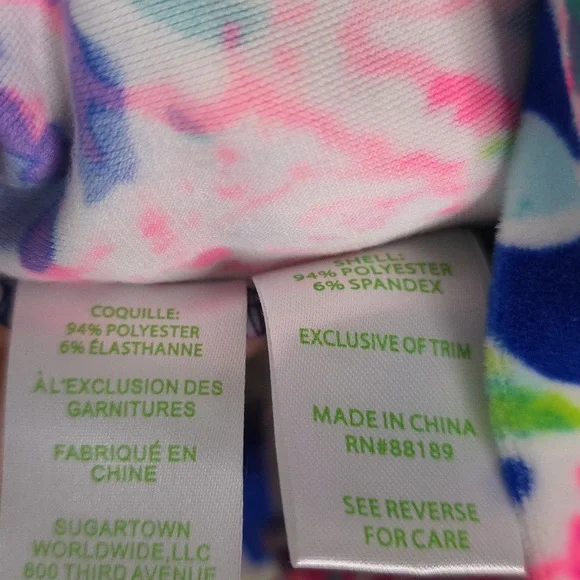 COQUILLE:
94% POLYESTER
6% ÉLASTHANNE
À L'EXCLUSION DES
GARNITURES
FABRIQUÉ EN
CHINE
SUGARTOWN
WORLDWIDE, LLC
800 THIRD AVENUE
SHELL:
94% POLYESTER
6% SPANDEX
EXCLUSIVE OF TRIM
MADE IN CHINA
RN#88189
SEE REVERSE
FOR CARE